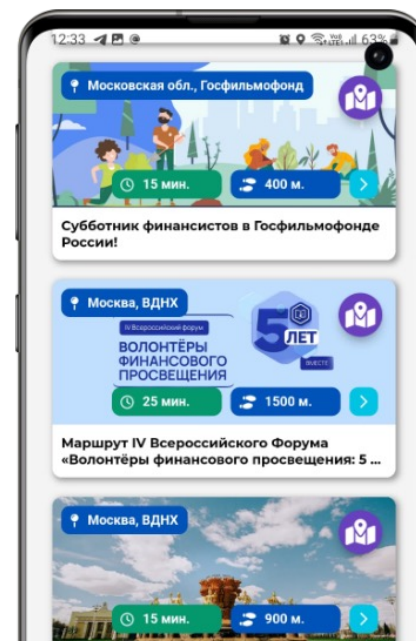 12:33
63%
Московская обл., Госфильмофонд
15 мин.
400 м.
Субботник финансистов в Госфильмофонде
России!
Москва, ВДНХ
IV Всероссийский форум
ВОЛОНТЁРЫ
ФИНАНСОВОГО
ПРОСВЕЩЕНИЯ
5
ЛЕТ
ВМЕСТЕ
25 мин.
1500 м.
Маршрут IV Всероссийского Форума
«Волонтёры финансового просвещения: 5 ...
Москва, ВДНХ
15 мин.
900 м.